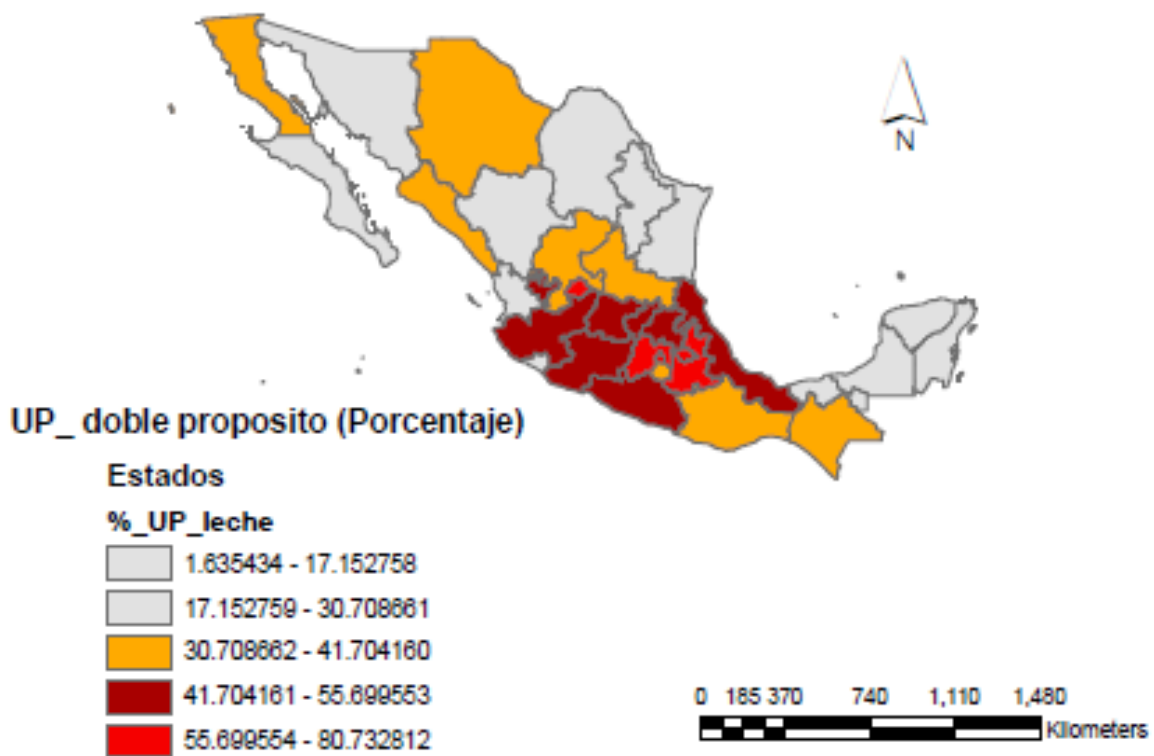 N
UP_ doble proposito (Porcentaje)
Estados
%_UP_leche
1.635434 - 17.152758
17.152759 - 30.708661
30.708662 - 41.704160
41.704161 - 55.699553
55.699554 - 80.732812
0 185 370 740 1,110 1,480
Kilometers